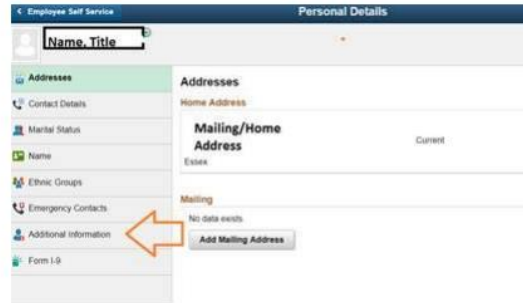 < Employee Self Service
Personal Details
Name, Title
Addresses
Contact Details
Marital Status
Name
Ethnic Groups
Emergency Contacts
Additional Information
Form I-9
Addresses
Home Address
Mailing/Home
Address
Current
Essex
Mailing
No data exists
Add Mailing Address